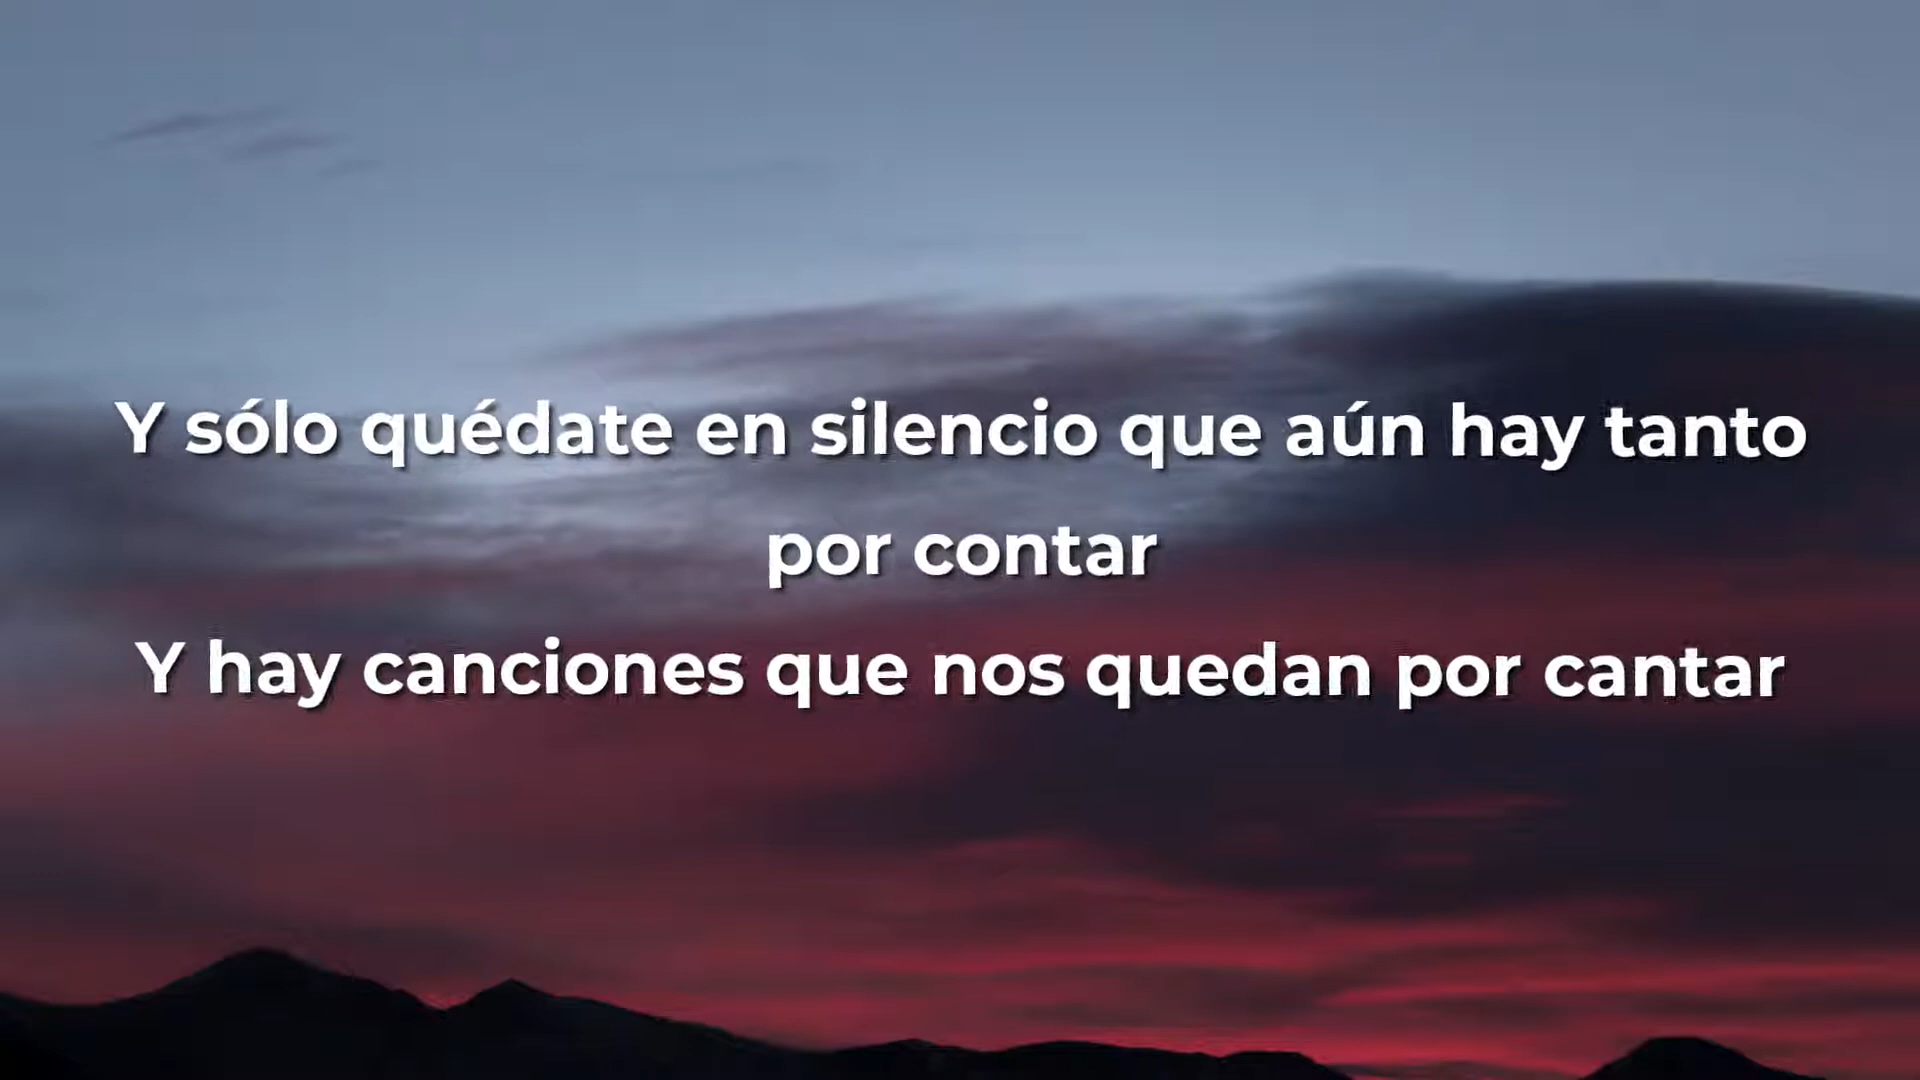 Y sólo quédate en silencio que aún hay tanto
por contar
Y hay canciones que nos quedan por cantar